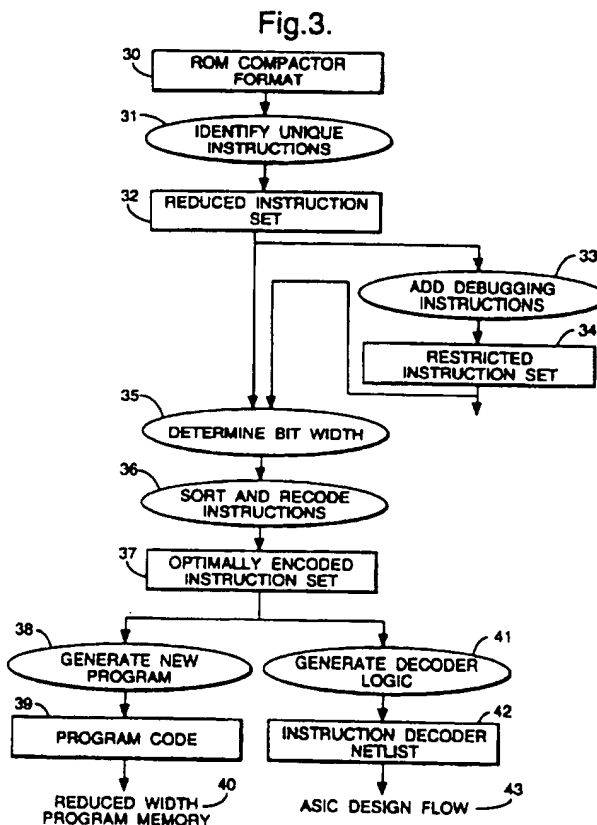 Fig.3.
30
ROM COMPACTOR
FORMAT
31
IDENTIFY UNIQUE
INSTRUCTIONS
32
REDUCED INSTRUCTION
SET
33
ADD DEBUGGING
INSTRUCTIONS
34
RESTRICTED
INSTRUCTION SET
35
DETERMINE BIT WIDTH
36
SORT AND RECODE
INSTRUCTIONS
37
OPTIMALLY ENCODED
INSTRUCTION SET
38
GENERATE NEW
PROGRAM
41
GENERATE DECODER
LOGIC
39
PROGRAM CODE
42
INSTRUCTION DECODER
NETLIST
REDUCED WIDTH
PROGRAM MEMORY
40
ASIC DESIGN FLOW
43